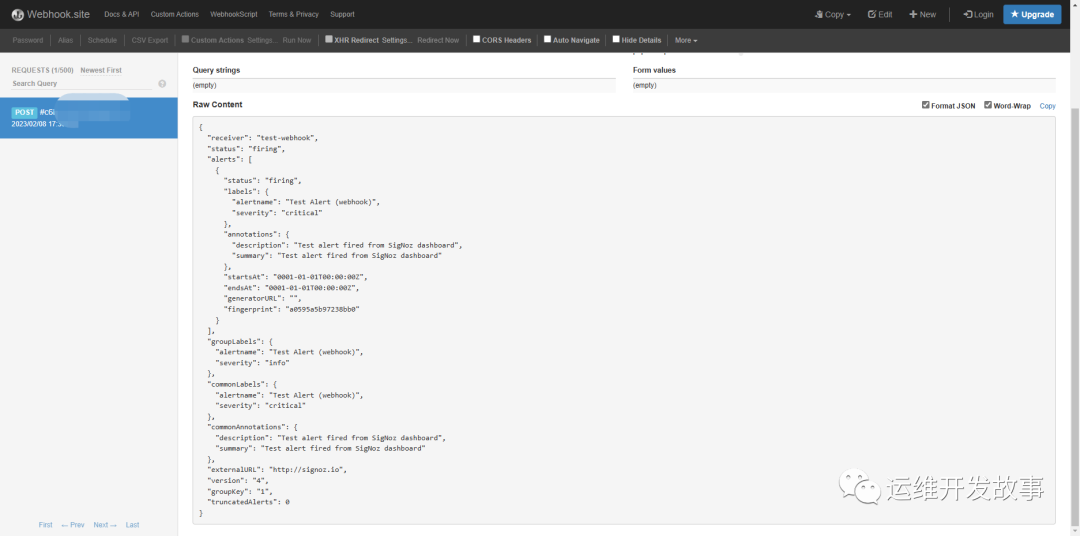 Webhook.site Docs & API Custom Actions WebhookScript Terms & Privacy Support Copy Edit New Login Upgrade
Password Alias Schedule CSV Export Custom Actions Settings... Run Now XHR Redirect Settings... Redirect Now CORS Headers Auto Navigate Hide Details More
REQUESTS (1/500) Newest First
Search Query
POST
2023/02/08
First ← Prev Next → Last
Query strings Form values
(empty) (empty)
Raw Content Format JSON Word-Wrap Copy
{
"receiver": "test-webhook",
"status": "firing",
"alerts": [
{
"status": "firing",
"labels": {
"alertname": "Test Alert (webhook)",
"severity": "critical"
},
"annotations": {
"description": "Test alert fired from SigNoz dashboard",
"summary": "Test alert fired from SigNoz dashboard"
},
"startsAt": "0001-01-01T00:00:00Z",
"endsAt": "0001-01-01T00:00:00Z",
"generatorURL": "",
"fingerprint": "a0595a5b97238bb0"
}
],
"groupLabels": {
"alertname": "Test Alert (webhook)",
"severity": "info"
},
"commonLabels": {
"alertname": "Test Alert (webhook)",
"severity": "critical"
},
"commonAnnotations": {
"description": "Test alert fired from SigNoz dashboard",
"summary": "Test alert fired from SigNoz dashboard"
},
"externalURL": "http://signoz.io",
"version": "4",
"groupKey": "1",
"truncatedAlerts": 0
}
运维开发故事